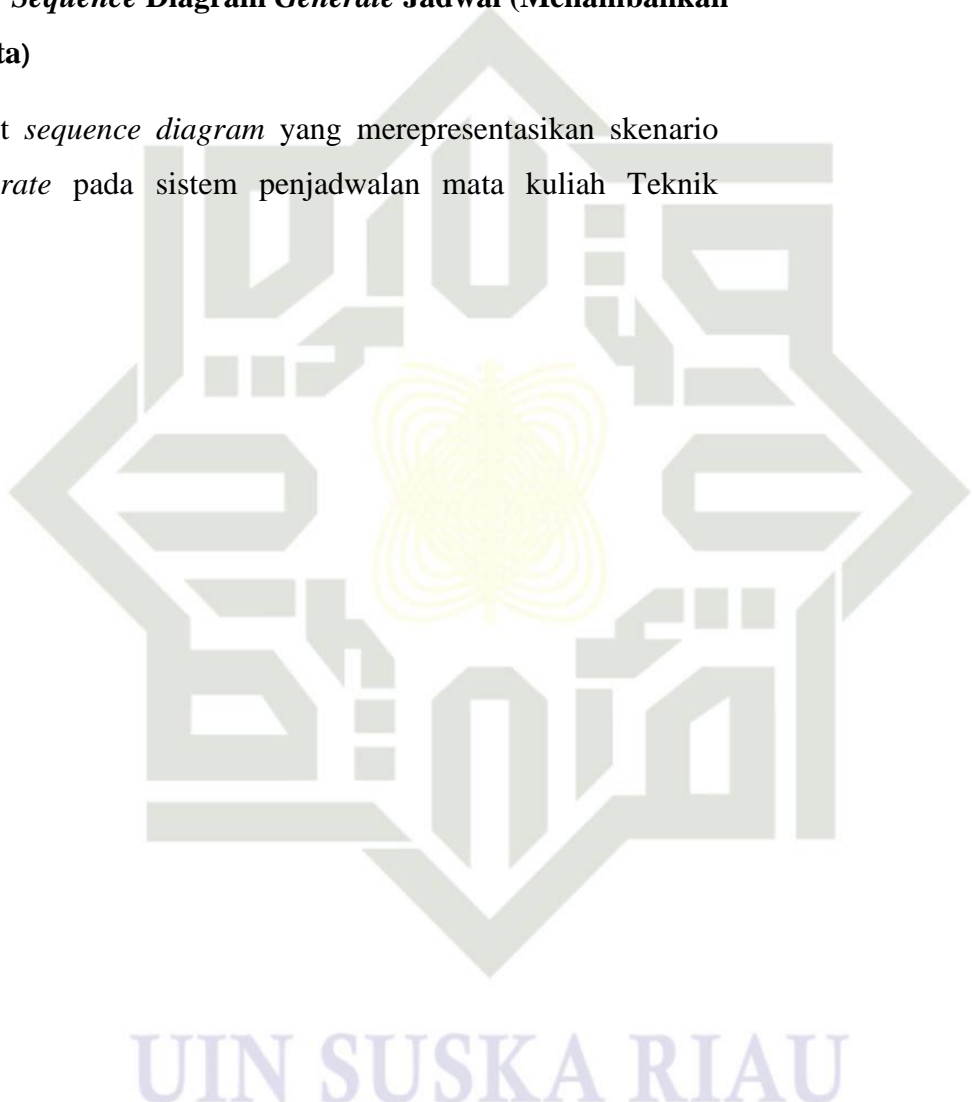 Sequence Diagram Generate Jadwal (Menambahkan
ta)
t sequence diagram yang merepresentasikan skenario
rate pada sistem penjadwalan mata kuliah Teknik
UIN SUSKA RIAU